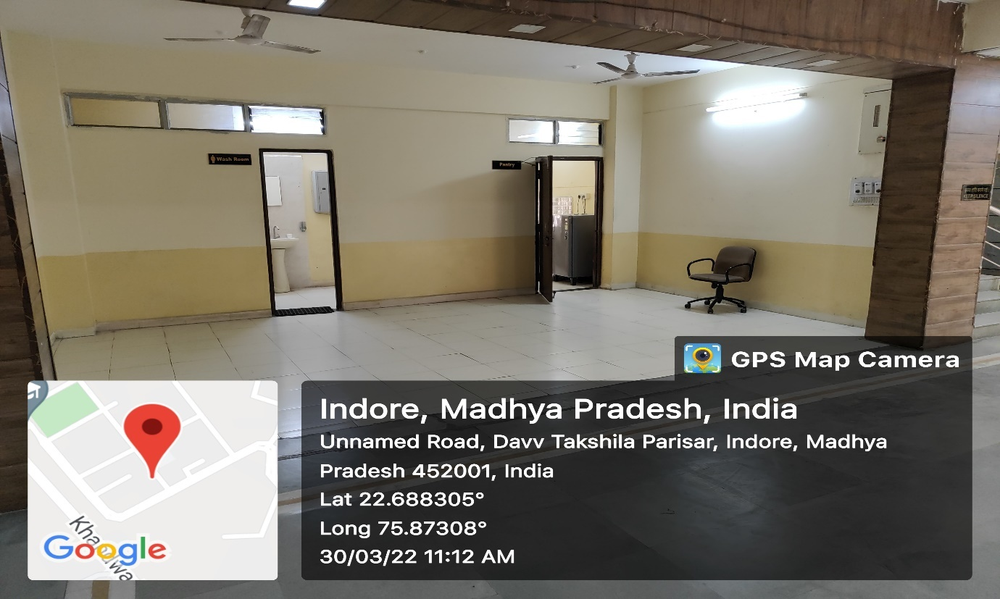 Wash Room
Pantry
KEEP SILENCE
GPS Map Camera
Indore, Madhya Pradesh, India
Unnamed Road, Davv Takshila Parisar, Indore, Madhya
Pradesh 452001, India
Lat 22.688305°
Long 75.87308°
30/03/22 11:12 AM
Google